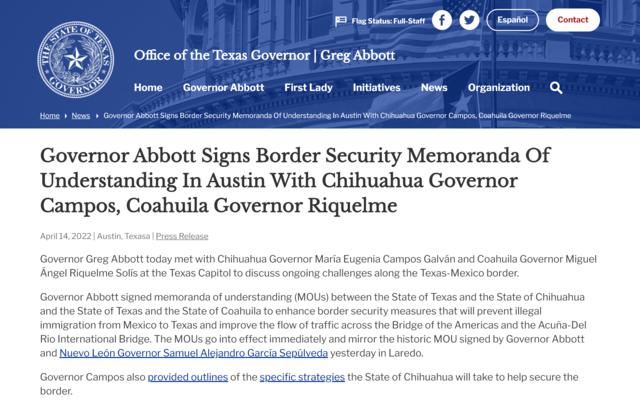 Flag Status: Full-Staff
Español
Contact
THE STATE OF TEXAS
GOVERNOR
Office of the Texas Governor | Greg Abbott
Home Governor Abbott First Lady Initiatives News Organization
Home News Governor Abbott Signs Border Security Memoranda Of Understanding In Austin With Chihuahua Governor Campos, Coahuila Governor Riquelme
Governor Abbott Signs Border Security Memoranda Of
Understanding In Austin With Chihuahua Governor
Campos, Coahuila Governor Riquelme
April 14, 2022 | Austin, Texasa | Press Release
Governor Greg Abbott today met with Chihuahua Governor María Eugenia Campos Galván and Coahuila Governor Miguel
Ángel Riquelme Solís at the Texas Capitol to discuss ongoing challenges along the Texas-Mexico border.
Governor Abbott signed memoranda of understanding (MOUs) between the State of Texas and the State of Chihuahua
and the State of Texas and the State of Coahuila to enhance border security measures that will prevent illegal
immigration from Mexico to Texas and improve the flow of traffic across the Bridge of the Americas and the Acuña-Del
Rio International Bridge. The MOUs go into effect immediately and mirror the historic MOU signed by Governor Abbott
and Nuevo León Governor Samuel Alejandro García Sepúlveda yesterday in Laredo.
Governor Campos also provided outlines of the specific strategies the State of Chihuahua will take to help secure the
border.